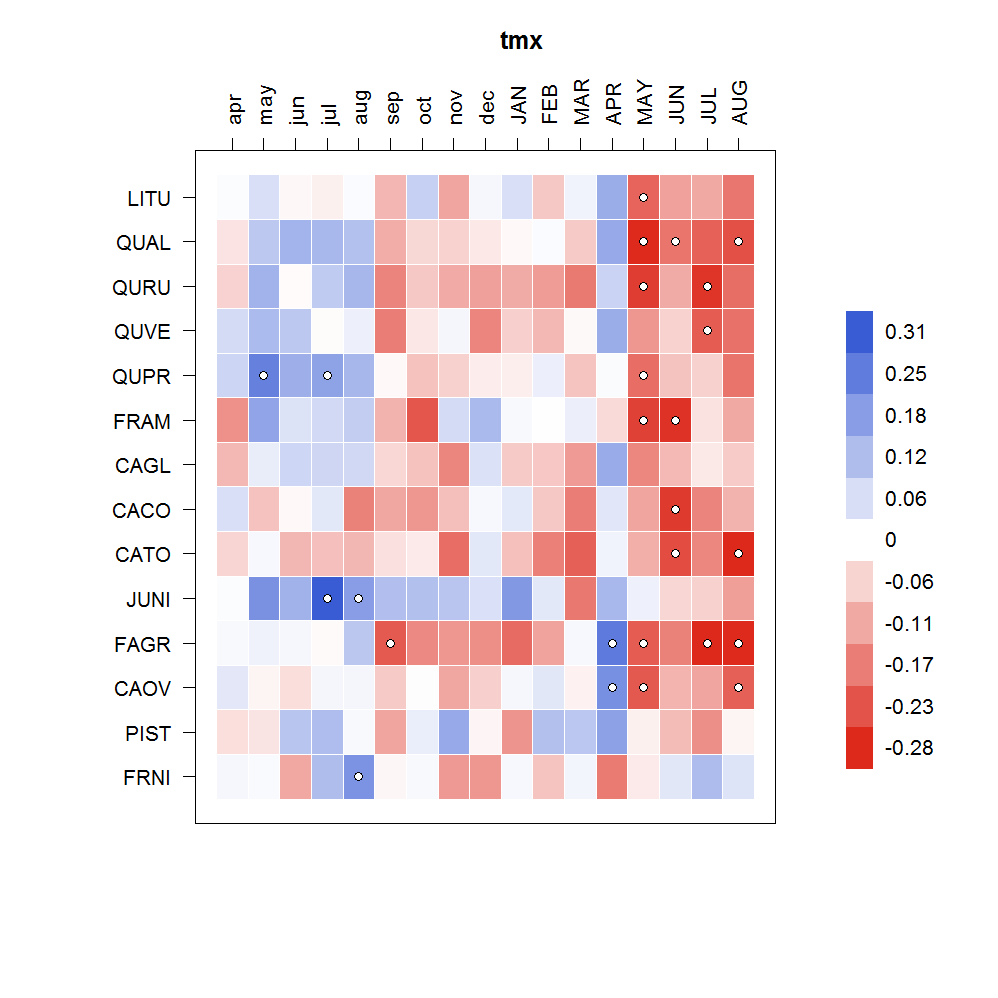 tmx
apr may jun jul aug sep oct nov dec JAN FEB MAR APR MAY JUN JUL AUG
LITU
QUAL
QURU
QUVE
QUPR
FRAM
CAGL
CACO
CATO
JUNI
FAGR
CAOV
PIST
FRNI
0.31
0.25
0.18
0.12
0.06
0
-0.06
-0.11
-0.17
-0.23
-0.28